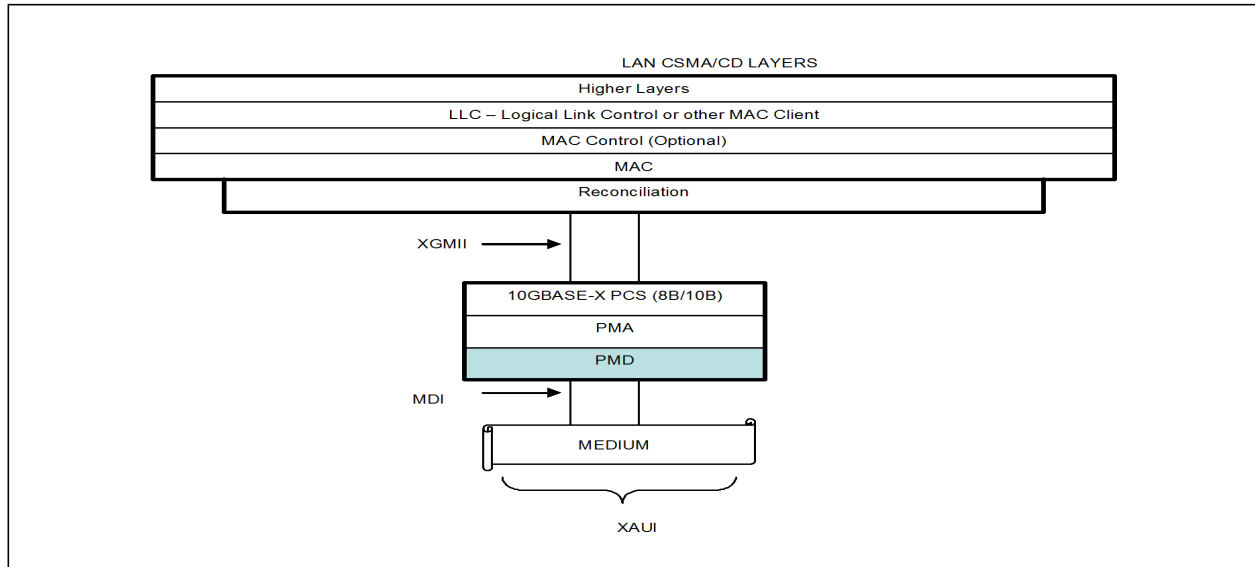 LAN CSMA/CD LAYERS
Higher Layers
LLC – Logical Link Control or other MAC Client
MAC Control (Optional)
MAC
Reconciliation
XGMII
10GBASE-X PCS (8B/10B)
PMA
PMD
MDI
MEDIUM
XAUI